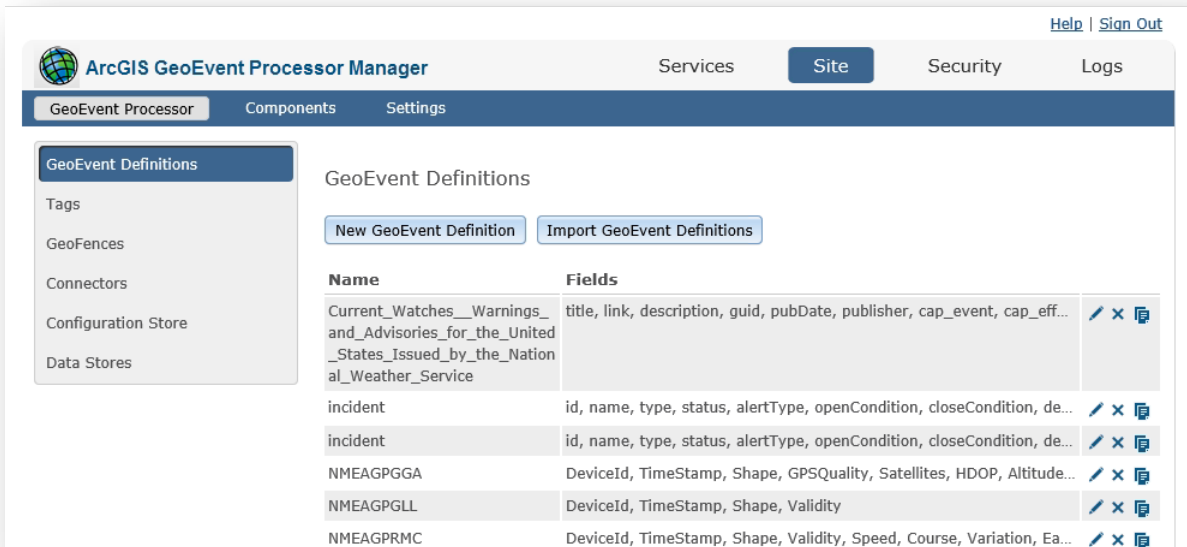 Help | Sign Out
ArcGIS GeoEvent Processor Manager
Services
Site
Security
Logs
GeoEvent Processor
Components
Settings
GeoEvent Definitions
Tags
GeoFences
Connectors
Configuration Store
Data Stores
GeoEvent Definitions
New GeoEvent Definition
Import GeoEvent Definitions
Name Fields
Current_Watches__Warnings_ title, link, description, guid, pubDate, publisher, cap_event, cap_eff...
and_Advisories_for_the_United
_States_Issued_by_the_Nation
al_Weather_Service
incident id, name, type, status, alertType, openCondition, closeCondition, de...
incident id, name, type, status, alertType, openCondition, closeCondition, de...
NMEAGPGGA DeviceId, TimeStamp, Shape, GPSQuality, Satellites, HDOP, Altitude...
NMEAGPGLL DeviceId, TimeStamp, Shape, Validity
NMEAGPRMC DeviceId, TimeStamp, Shape, Validity, Speed, Course, Variation, Ea...